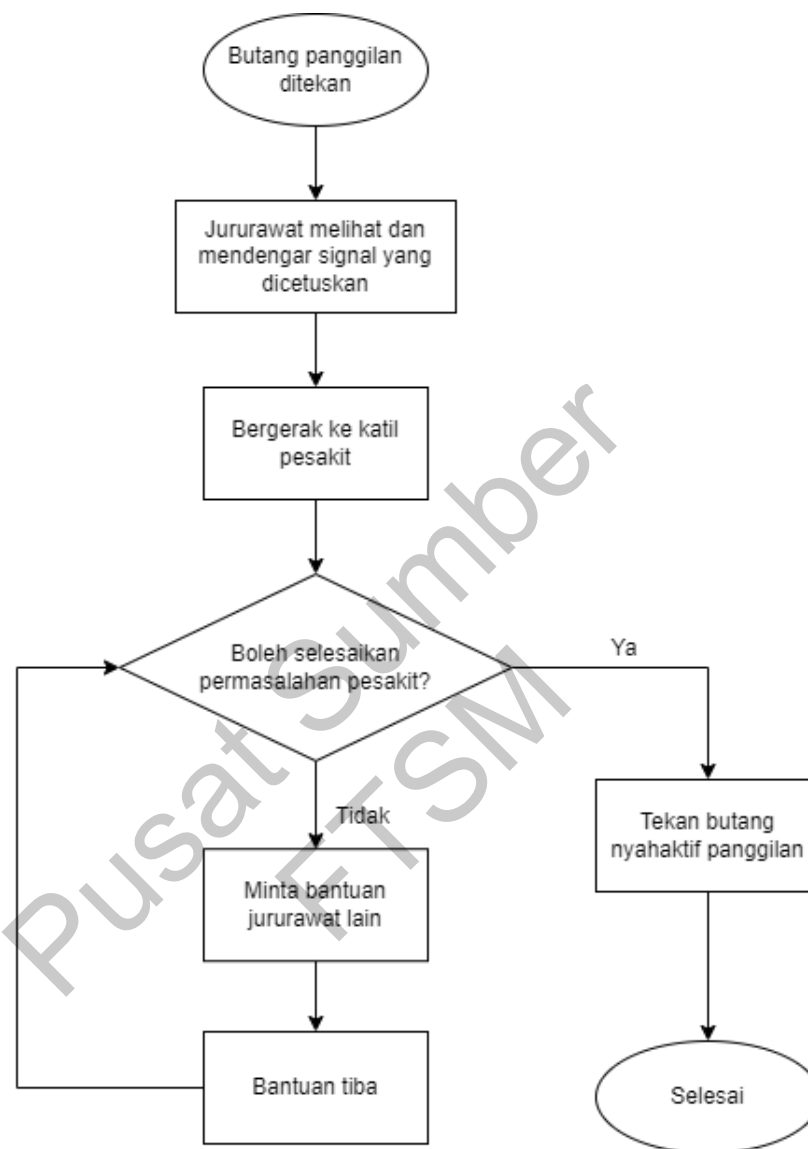 Butang panggilan
ditekan
Jururawat melihat dan
mendengar signal yang
dicetuskan
Bergerak ke katil
pesakit
Boleh selesaikan
permasalahan pesakit?
Ya
Tidak
Tekan butang
nyahaktif panggilan
Minta bantuan
jururawat lain
Bantuan tiba
Selesai
Pusat Sumber
FTSM